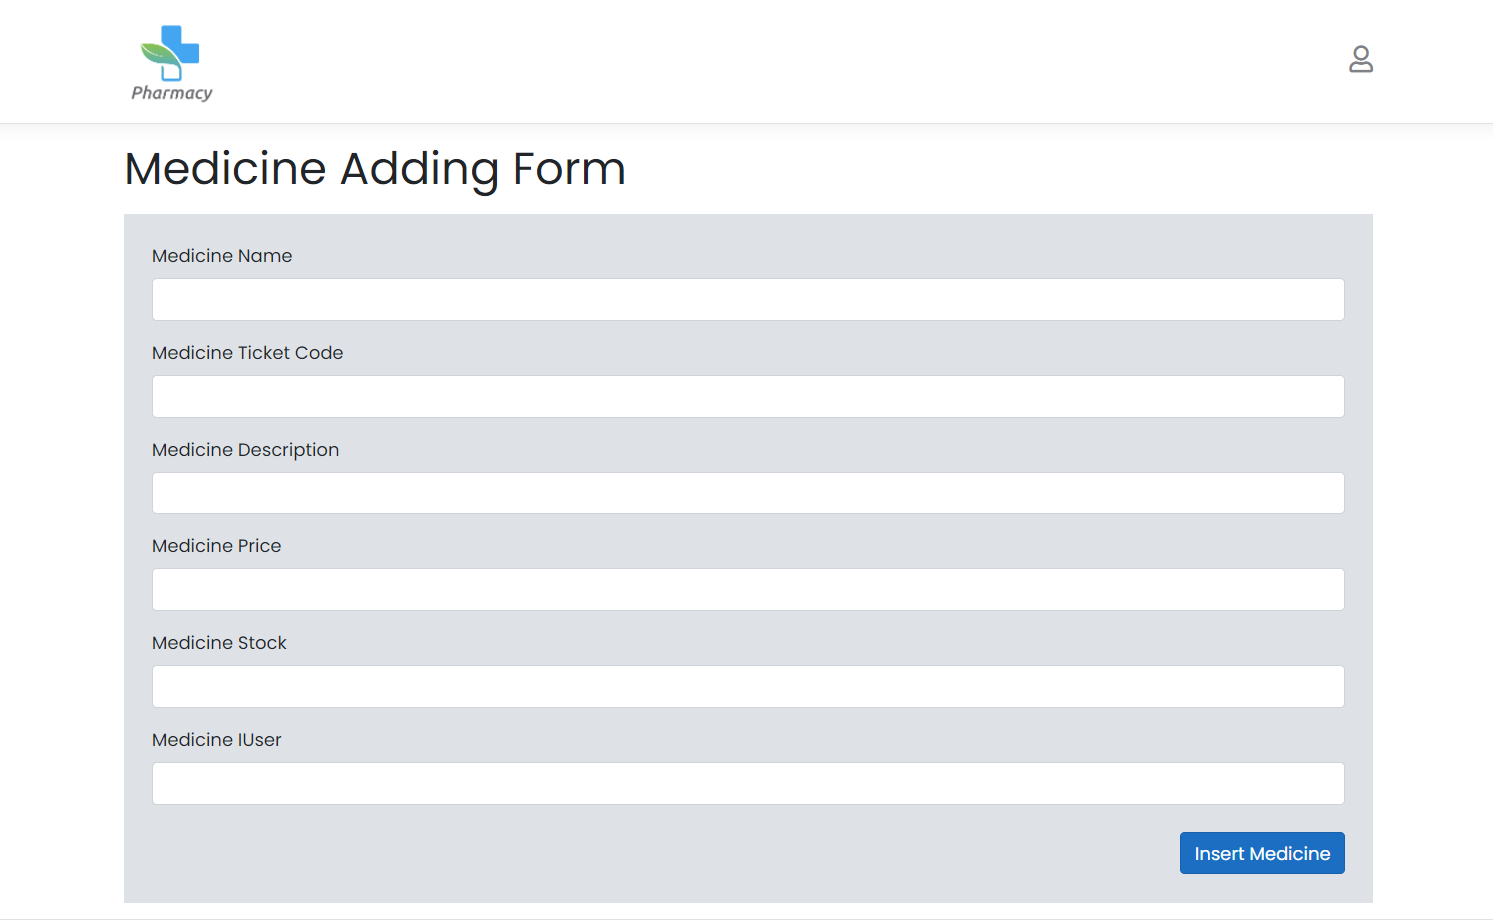 Pharmacy
Medicine Adding Form
Medicine Name
Medicine Ticket Code
Medicine Description
Medicine Price
Medicine Stock
Medicine IUser
Insert Medicine